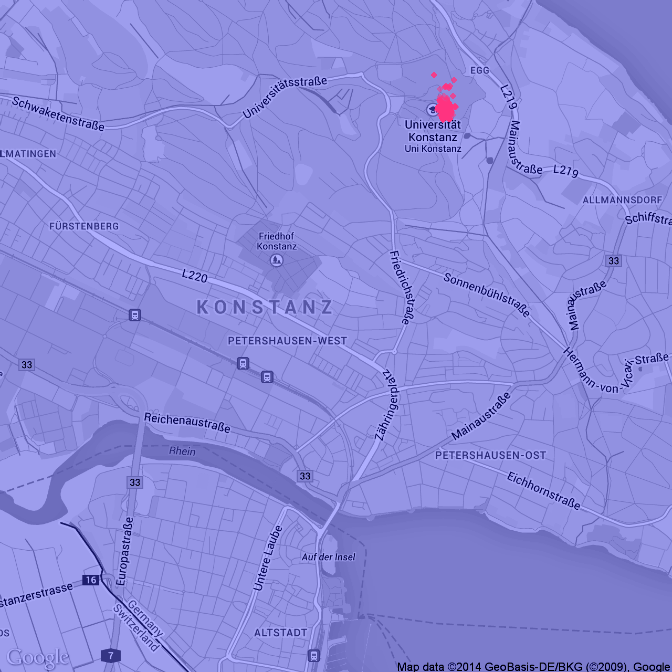 EGG
L219
Universitätsstraße
Schwaketenstraße
Universität
Konstanz
Uni Konstanz
Mainaustraße
L219
LMATINGEN
ALLMANNSDORF
Schiffstra
FÜRSTENBERG
Friedhof
Konstanz
33
L220
Friedrichstraße
Sonnenbühlstraße
Mainaustraße
KONSTANZ
PETERSHAUSEN-WEST
33
Hermann-von-Vicari-Straße
Zähringerplatz
Mainaustraße
Reichenaustraße
Rhein
PETERSHAUSEN-OST
33
33
Eichhornstraße
Europastraße
Untere Laube
Auf der Insel
16
stanzerstrasse
Germany
Switzerland
OS
ALTSTADT
7
Google
Map data ©2014 GeoBasis-DE/BKG (©2009), Google